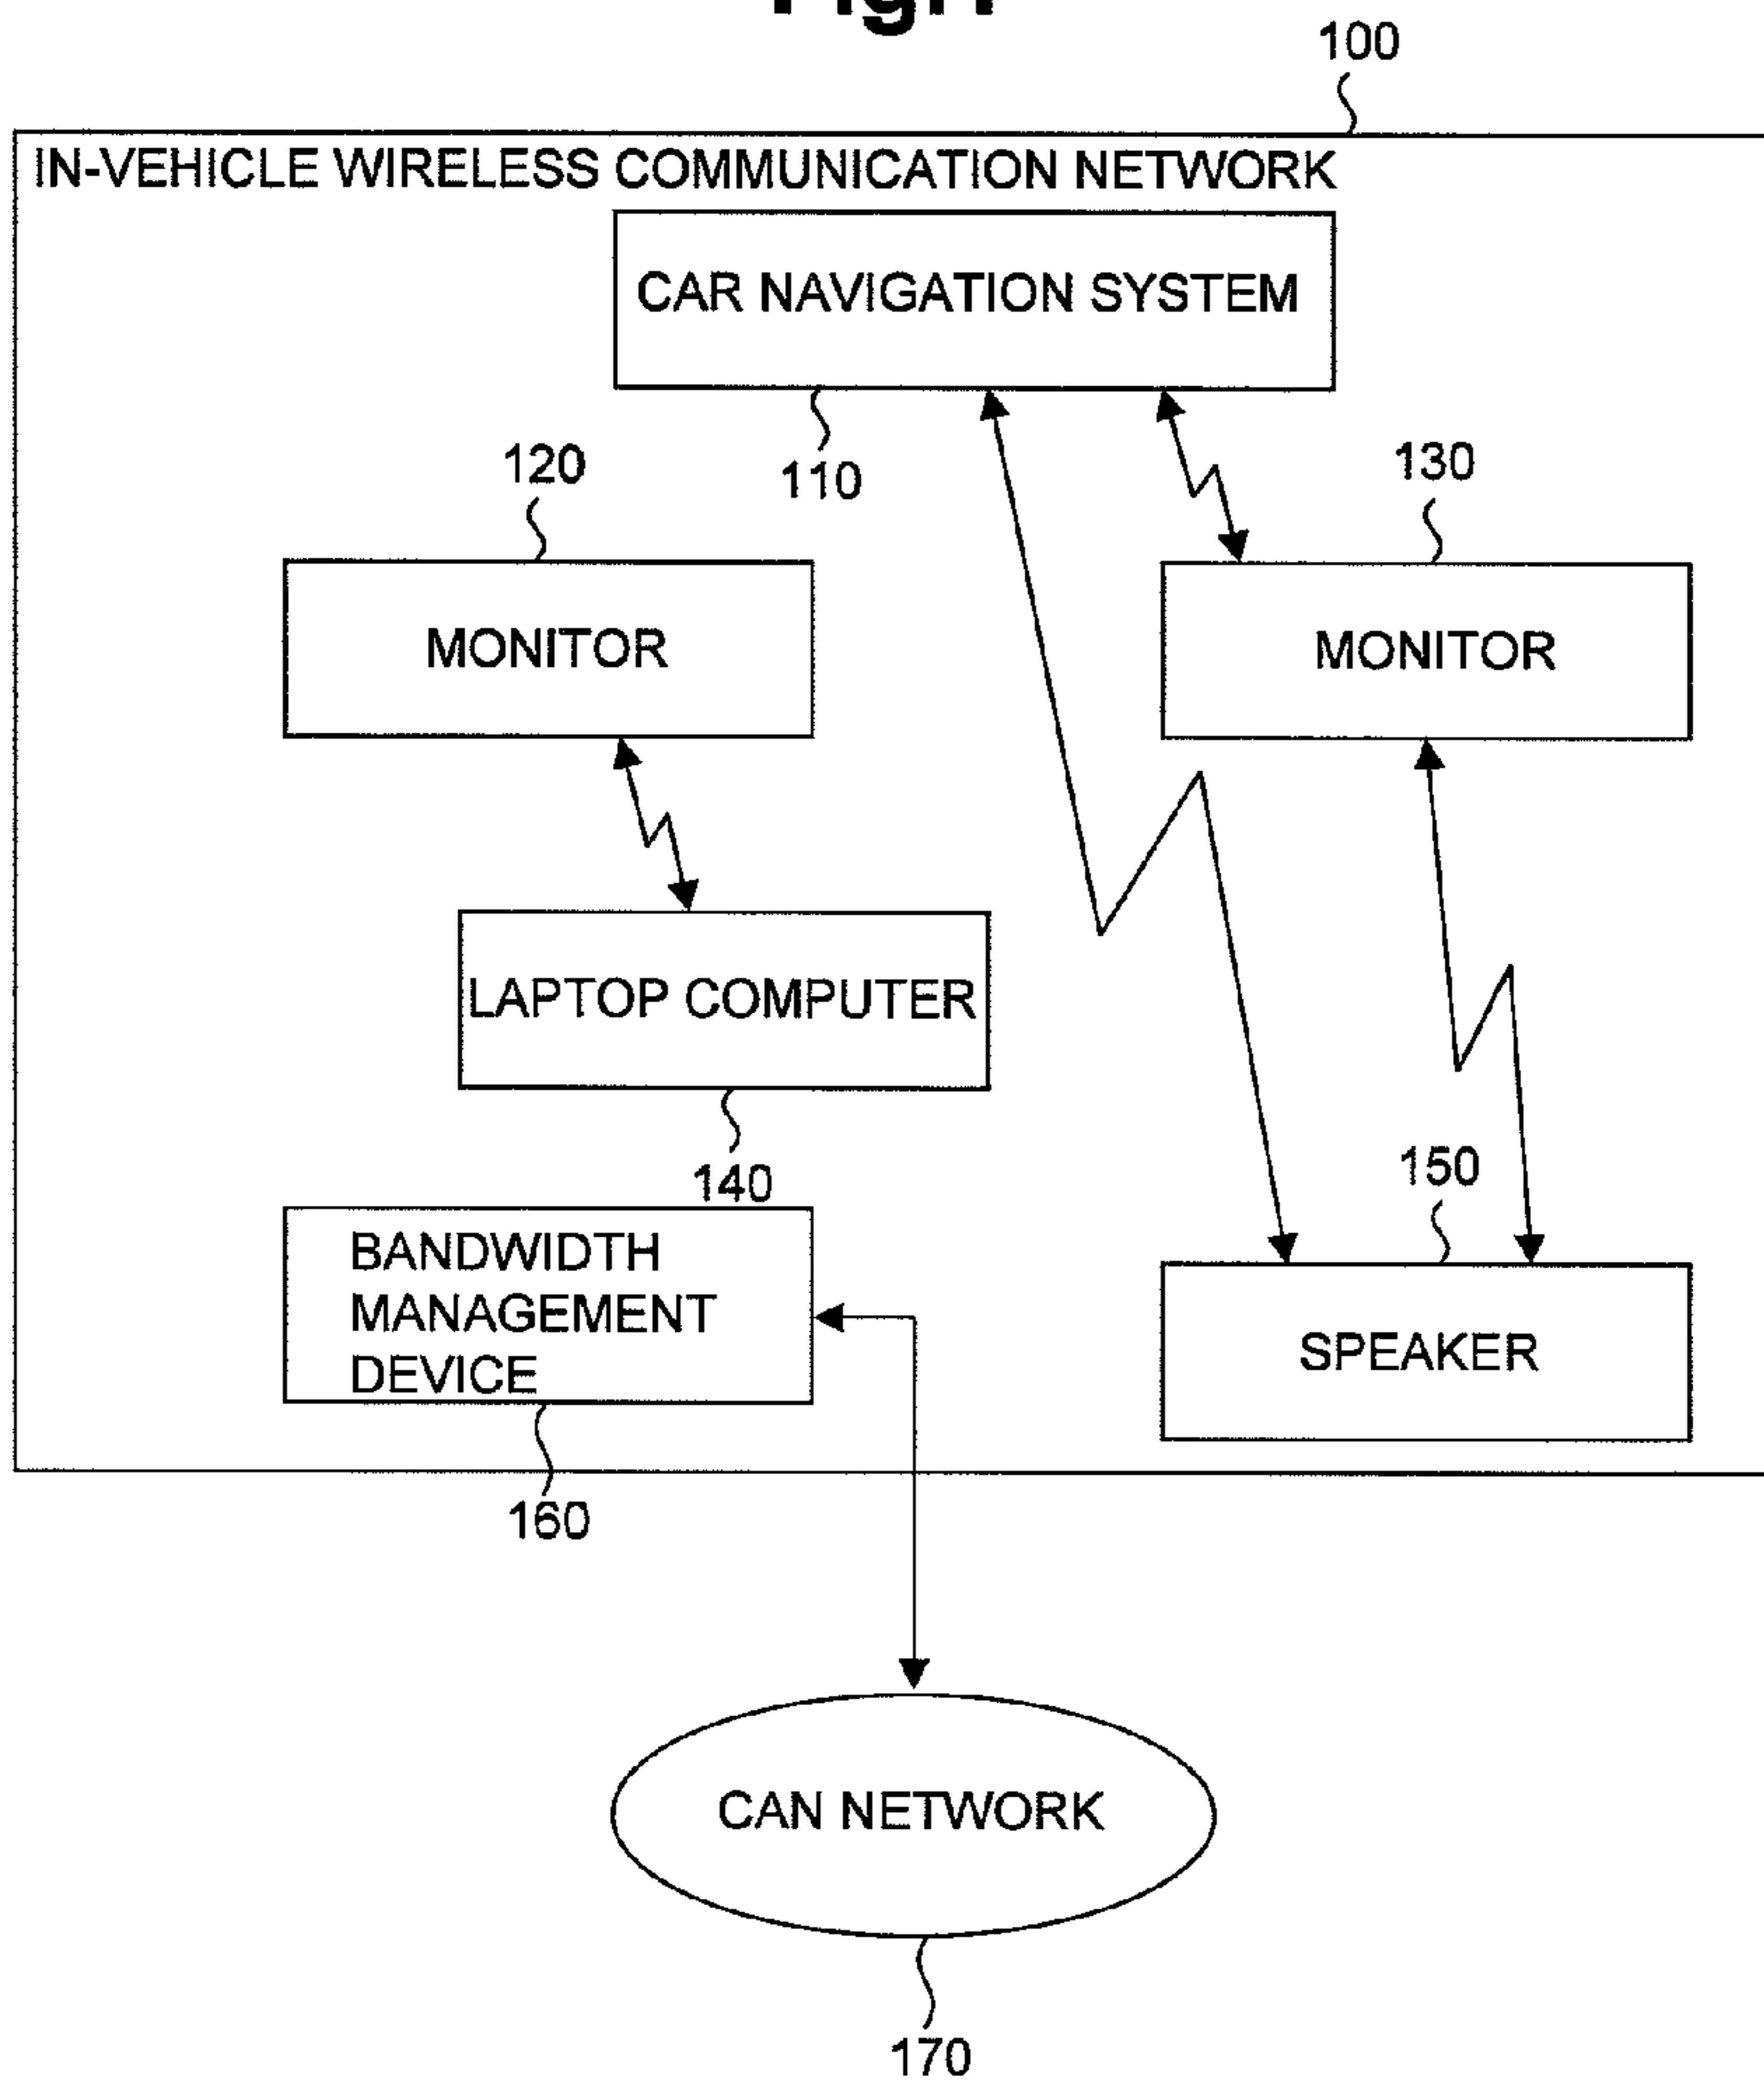 100
IN-VEHICLE WIRELESS COMMUNICATION NETWORK
CAR NAVIGATION SYSTEM
110
120
130
MONITOR
MONITOR
LAPTOP COMPUTER
140
150
BANDWIDTH
MANAGEMENT
DEVICE
SPEAKER
160
CAN NETWORK
170